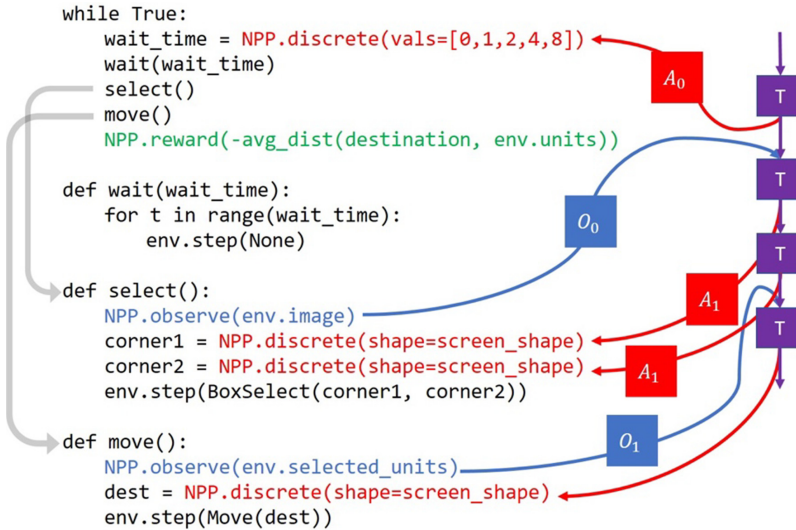 while True:
wait_time = NPP.discrete(vals=[0,1,2,4,8])
wait(wait_time)
select()
move()
NPP.reward(-avg_dist(destination, env.units))
def wait(wait_time):
for t in range(wait_time):
env.step(None)
def select():
NPP.observe(env.image)
corner1 = NPP.discrete(shape=screen_shape)
corner2 = NPP.discrete(shape=screen_shape)
env.step(BoxSelect(corner1, corner2))
def move():
NPP.observe(env.selected_units)
dest = NPP.discrete(shape=screen_shape)
env.step(Move(dest))
A₀
O₀
A₁
A₁
O₁
T
T
T
T